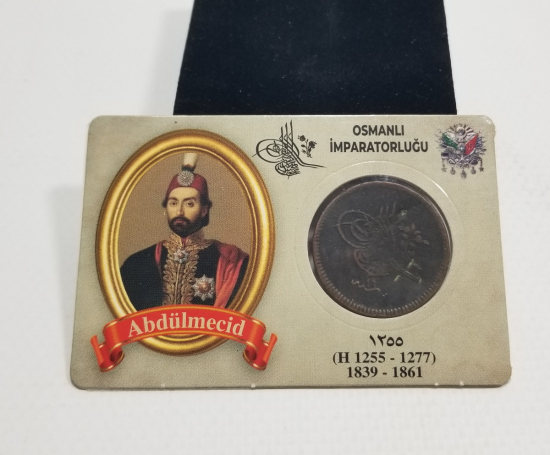 OSMANLI
İMPARATORLUĞU
Abdülmecid
١٢٥٥
(H 1255 - 1277)
1839 - 1861